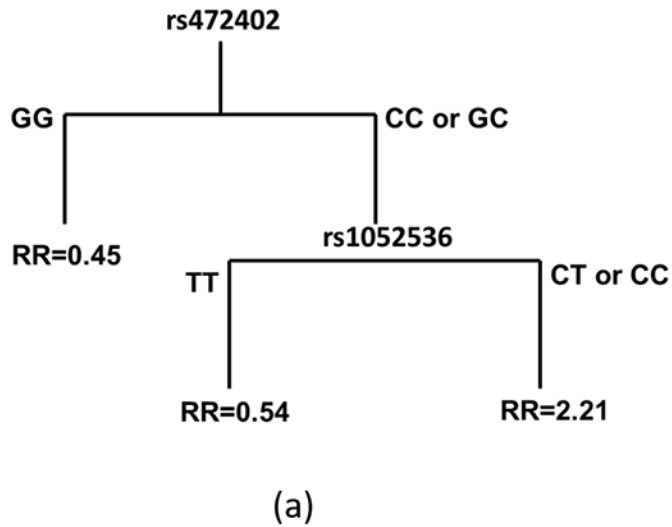 rs472402
GG
CC or GC
RR=0.45
rs1052536
TT
CT or CC
RR=0.54
RR=2.21
(a)